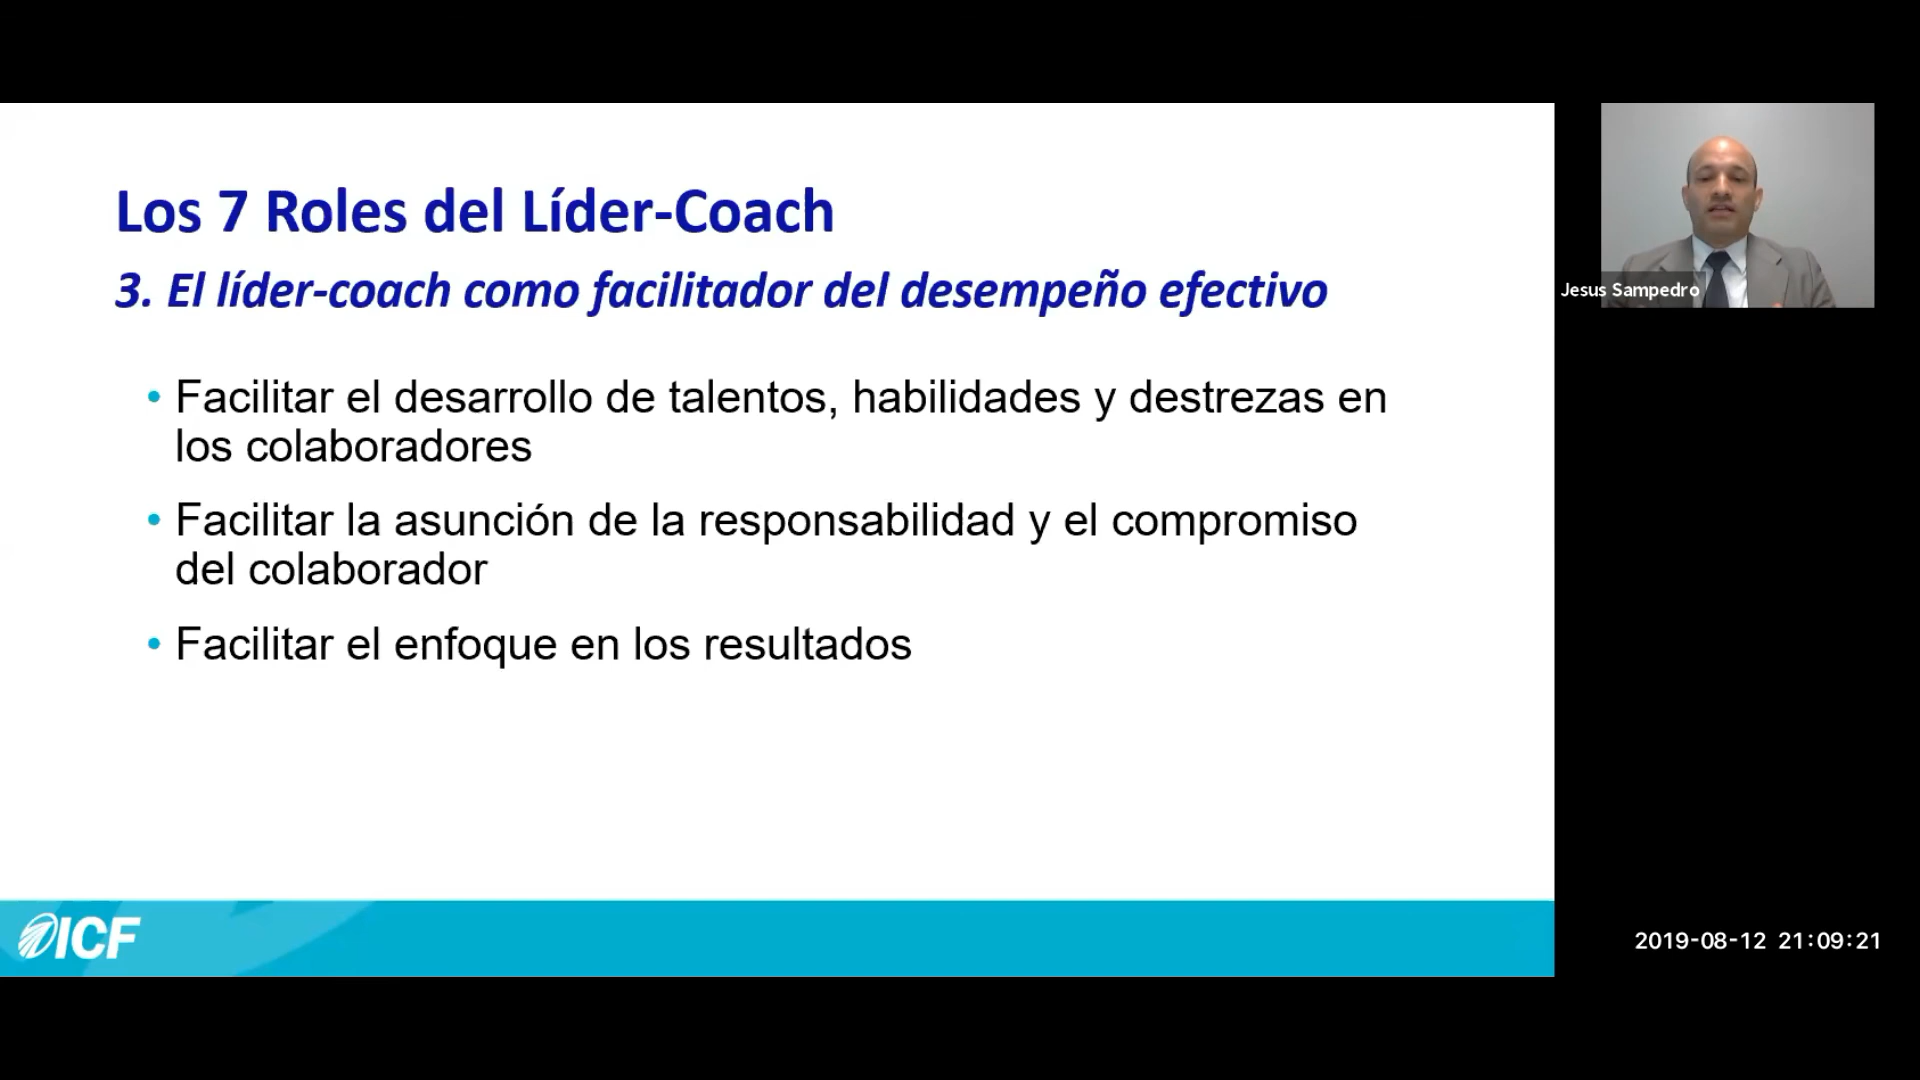 Los 7 Roles del Líder-Coach
3. El líder-coach como facilitador del desempeño efectivo
• Facilitar el desarrollo de talentos, habilidades y destrezas en
los colaboradores
• Facilitar la asunción de la responsabilidad y el compromiso
del colaborador
• Facilitar el enfoque en los resultados
ICF
Jesus Sampedro
2019-08-12 21:09:21